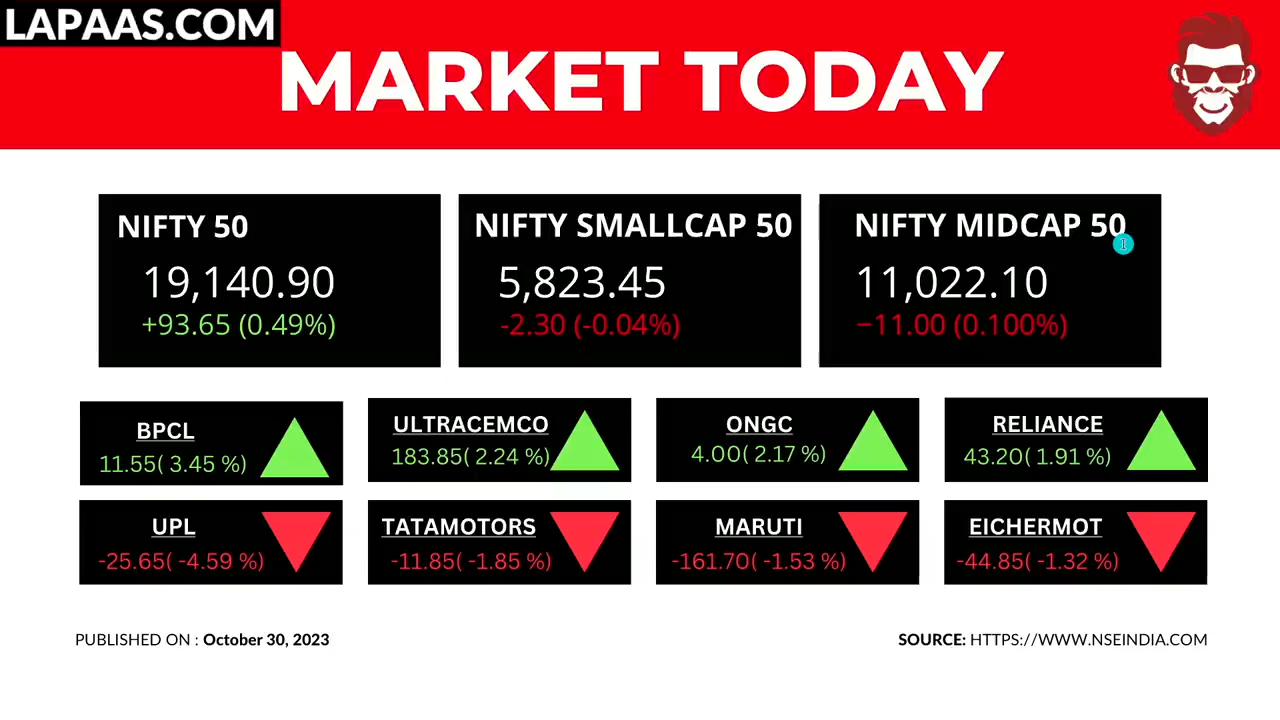 LAPAAS.COM
MARKET TODAY
NIFTY 50
19,140.90
+93.65 (0.49%)
NIFTY SMALLCAP 50
5,823.45
-2.30 (-0.04%)
NIFTY MIDCAP 50
11,022.10
−11.00 (0.100%)
BPCL
11.55( 3.45 %)
ULTRACEMCO
183.85( 2.24 %)
ONGC
4.00( 2.17 %)
RELIANCE
43.20( 1.91 %)
UPL
-25.65( -4.59 %)
TATAMOTORS
-11.85( -1.85 %)
MARUTI
-161.70( -1.53 %)
EICHERMOT
-44.85( -1.32 %)
PUBLISHED ON : October 30, 2023
SOURCE: HTTPS://WWW.NSEINDIA.COM